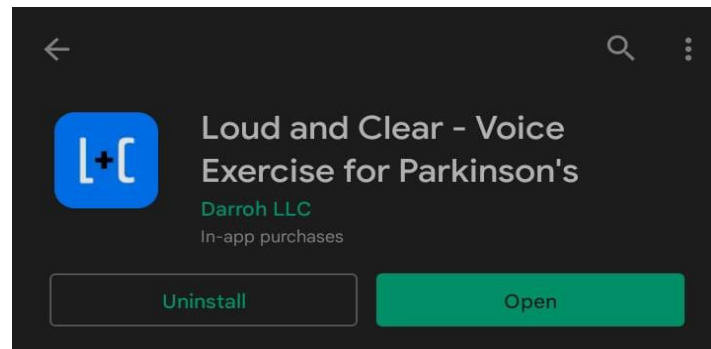 L+C
Loud and Clear - Voice
Exercise for Parkinson's
Darroh LLC
In-app purchases
Uninstall
Open